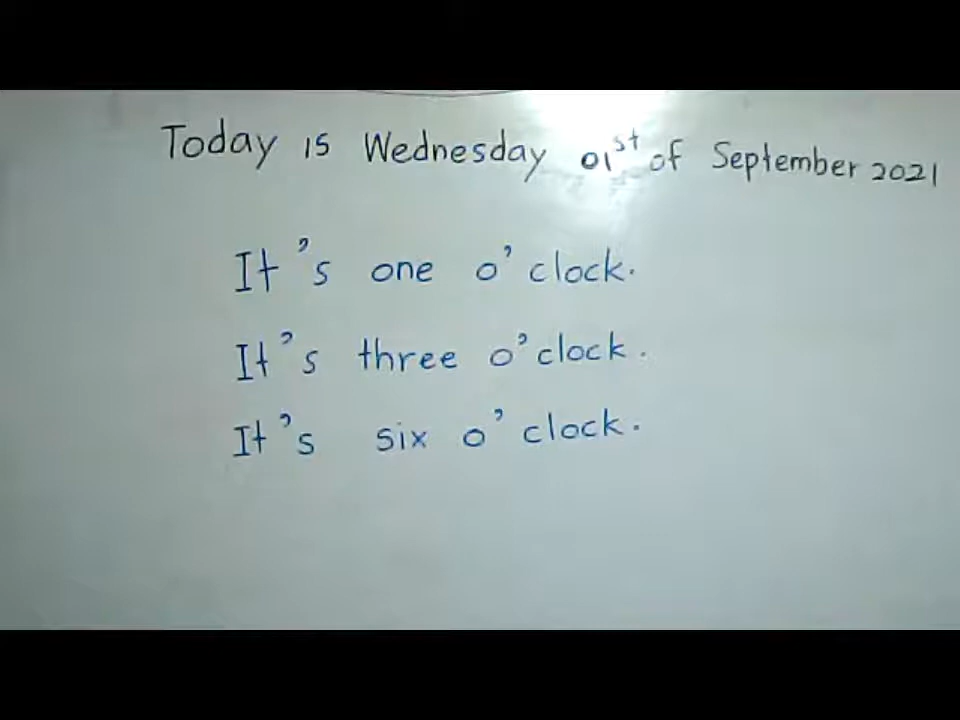 Today is Wednesday 01st of September 2021
It's one o'clock.
It's three o'clock.
It's six o'clock.